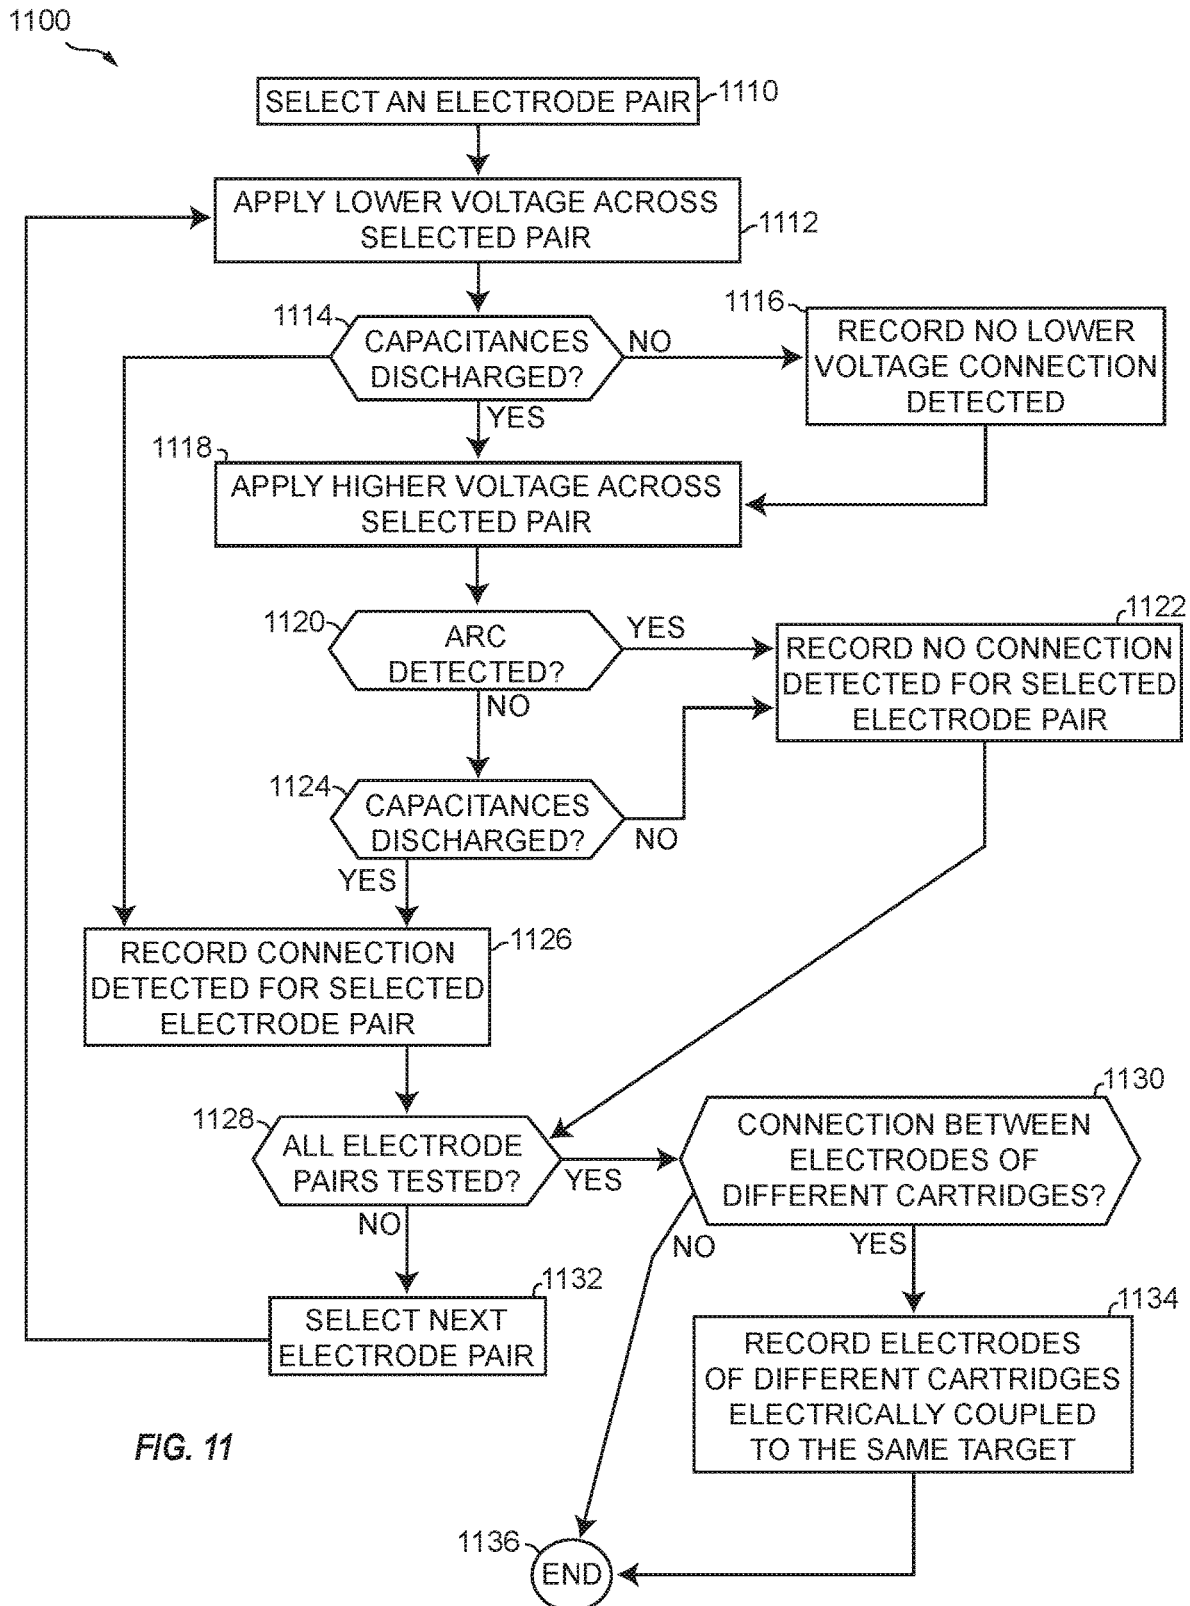 1100
SELECT AN ELECTRODE PAIR
1110
APPLY LOWER VOLTAGE ACROSS
SELECTED PAIR
1112
1114
CAPACITANCES
DISCHARGED?
NO
YES
1116
RECORD NO LOWER
VOLTAGE CONNECTION
DETECTED
1118
APPLY HIGHER VOLTAGE ACROSS
SELECTED PAIR
1120
ARC
DETECTED?
YES
NO
1122
RECORD NO CONNECTION
DETECTED FOR SELECTED
ELECTRODE PAIR
1124
CAPACITANCES
DISCHARGED?
NO
YES
RECORD CONNECTION
DETECTED FOR SELECTED
ELECTRODE PAIR
1126
1128
ALL ELECTRODE
PAIRS TESTED?
YES
NO
1130
CONNECTION BETWEEN
ELECTRODES OF
DIFFERENT CARTRIDGES?
NO
YES
SELECT NEXT
ELECTRODE PAIR
1132
1134
RECORD ELECTRODES
OF DIFFERENT CARTRIDGES
ELECTRICALLY COUPLED
TO THE SAME TARGET
FIG. 11
1136
END